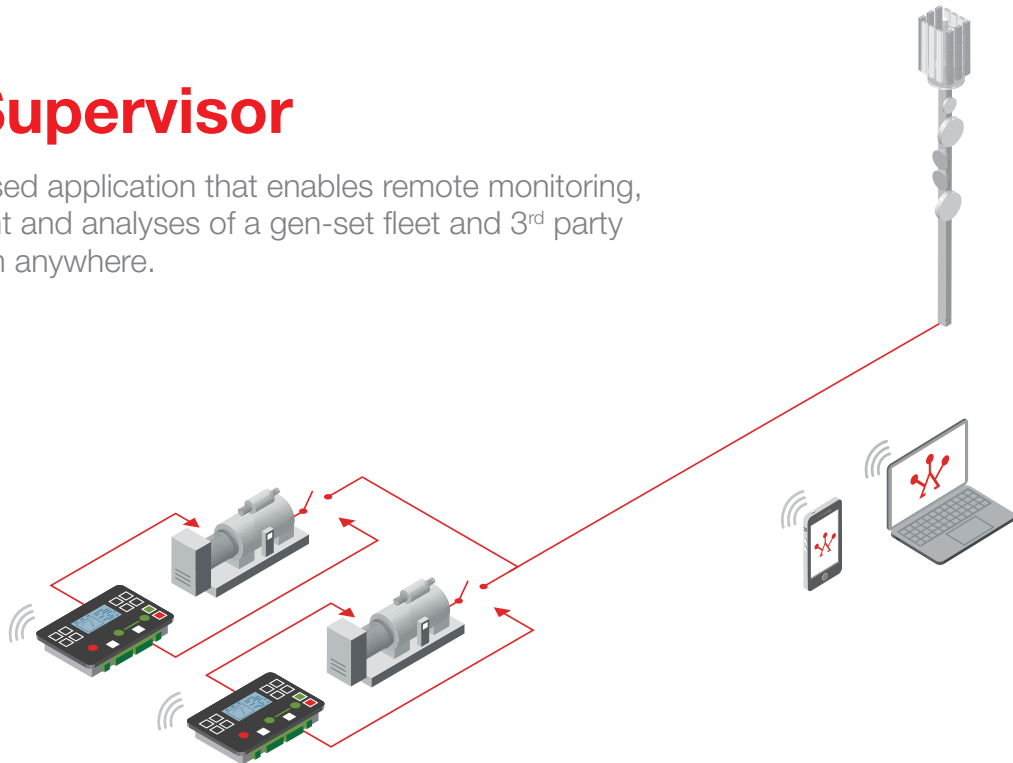 Supervisor
sed application that enables remote monitoring,
t and analyses of a gen-set fleet and 3rd party
anywhere.